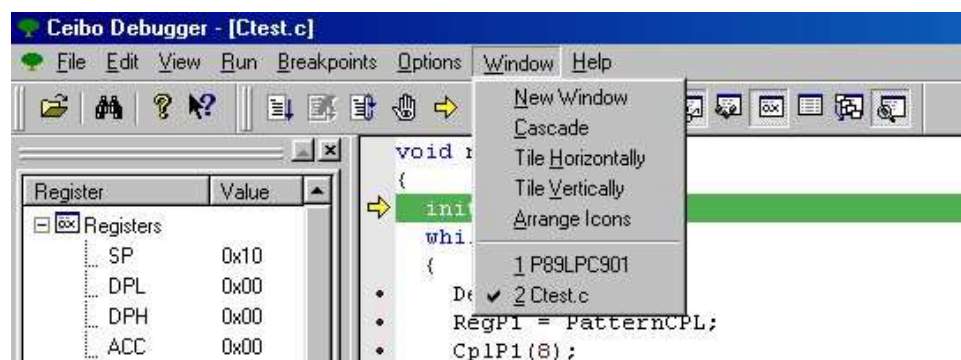 Ceibo Debugger - [Ctest.c]
File Edit View Run Breakpoints Options Window Help
New Window
Cascade
Tile Horizontally
Tile Vertically
Arrange Icons
1 P89LPC901
2 Ctest.c
Register Value
Registers
SP 0x10
DPL 0x00
DPH 0x00
ACC 0x00
void
{
{
RegP1 = PatternCPL;
CplP1(8);